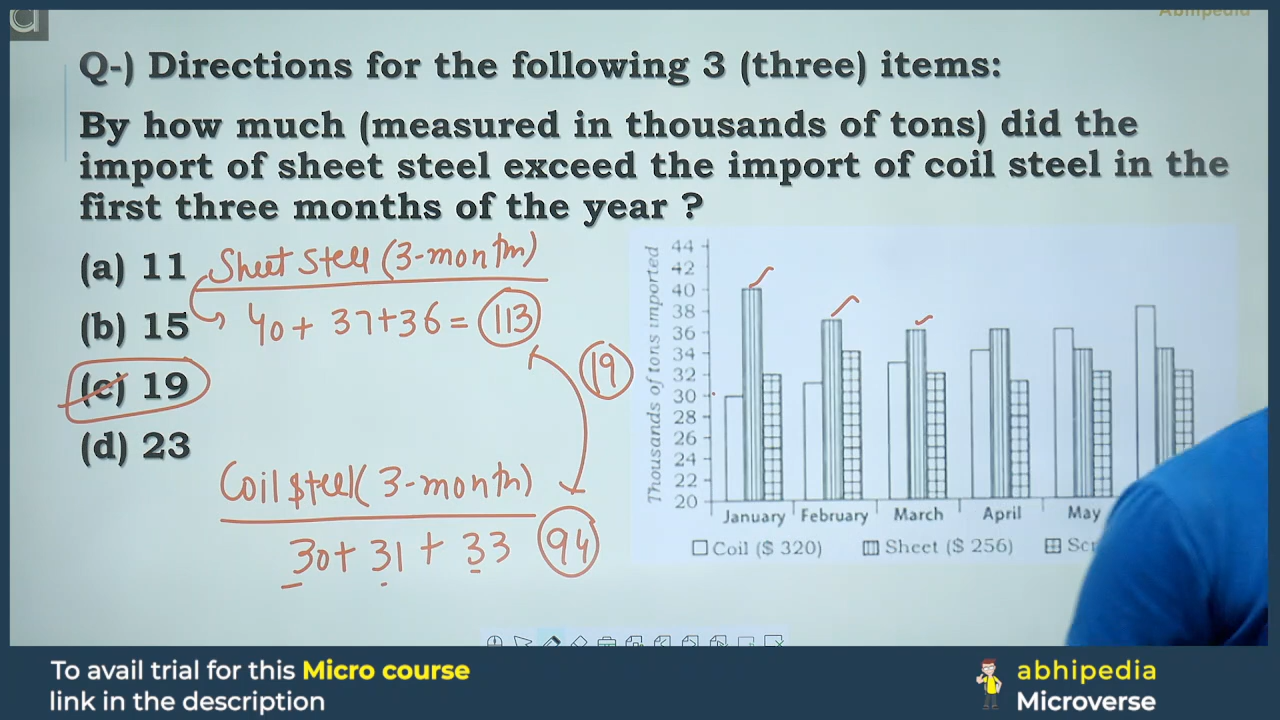 Abhipedia
Q-) Directions for the following 3 (three) items:
By how much (measured in thousands of tons) did the
import of sheet steel exceed the import of coil steel in the
first three months of the year ?
(a) 11
(b) 15
(c) 19
(d) 23
Sheet Steel (3-month)
40 + 37+36 = 113
19
Coil Steel( 3-month)
30+ 31 + 33 94
Thousands of tons imported
44
42
40
38
36
34
32
30
28
26
24
22
20
January February March April May
Coil ($ 320) Sheet ($ 256)
To avail trial for this Micro course
link in the description
abhipedia
Microverse